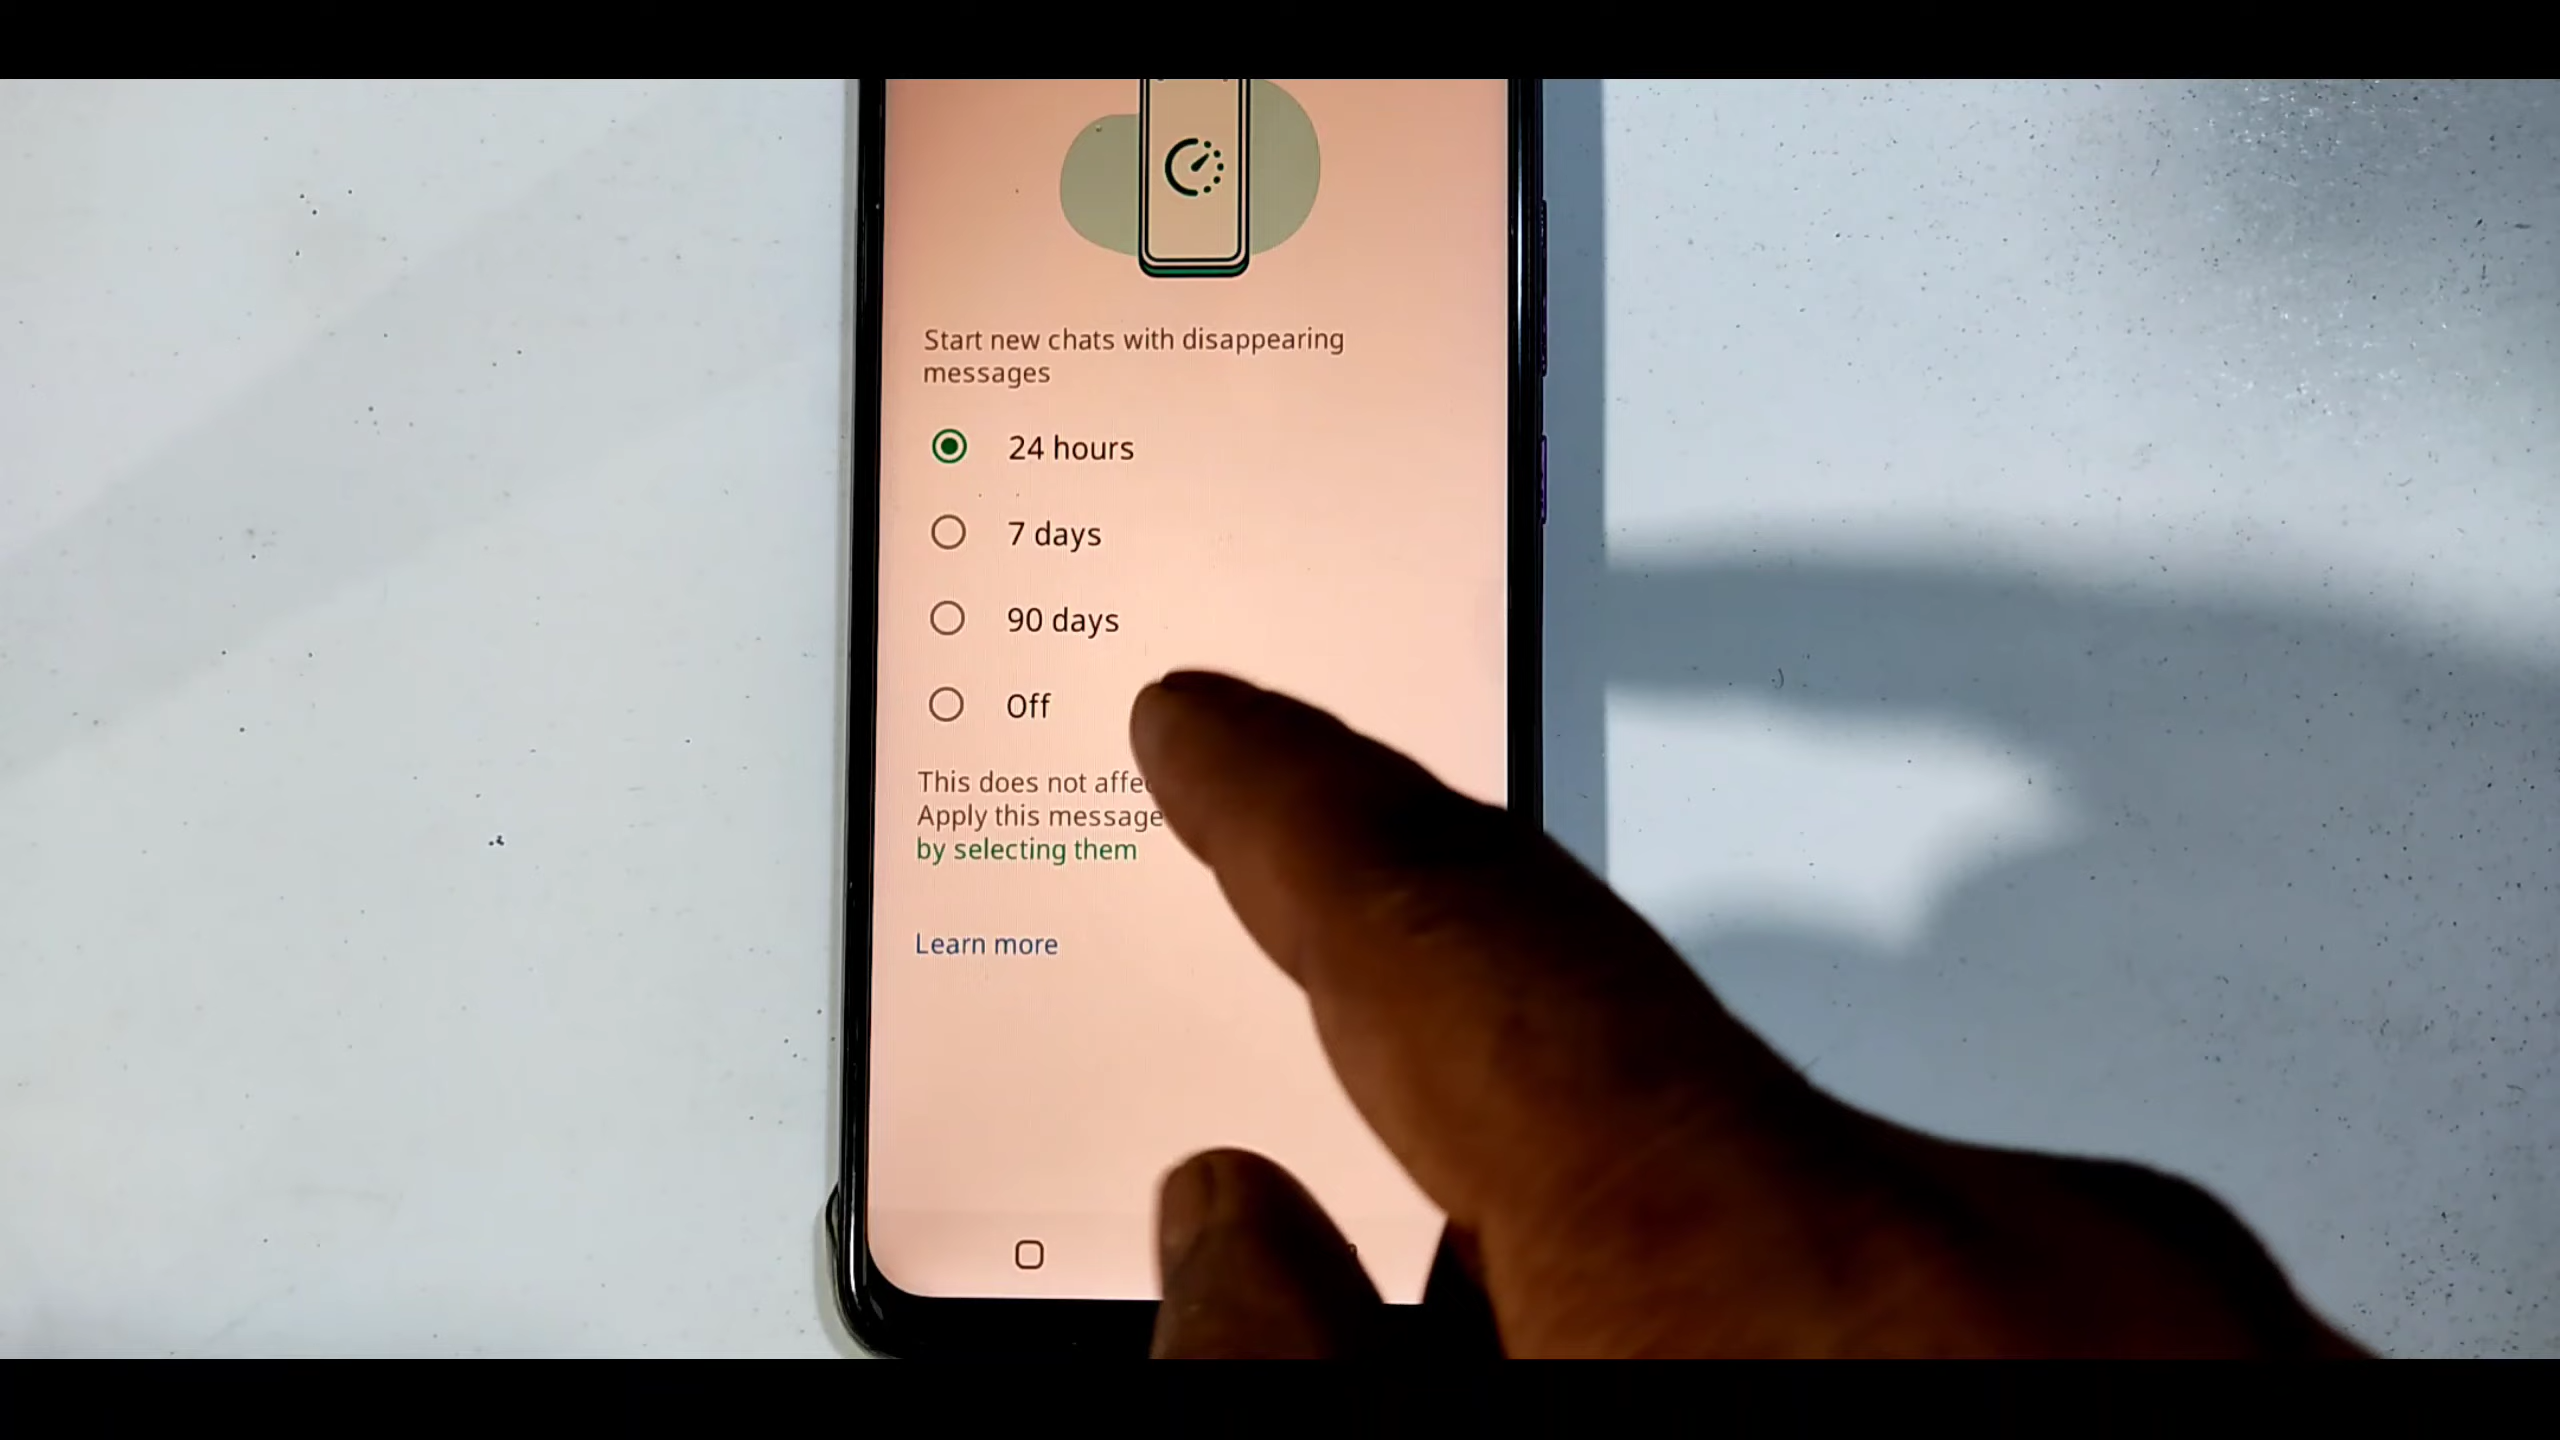 Start new chats with disappearing
messages
24 hours
7 days
90 days
Off
This does not
Apply this message
by selecting them
Learn more